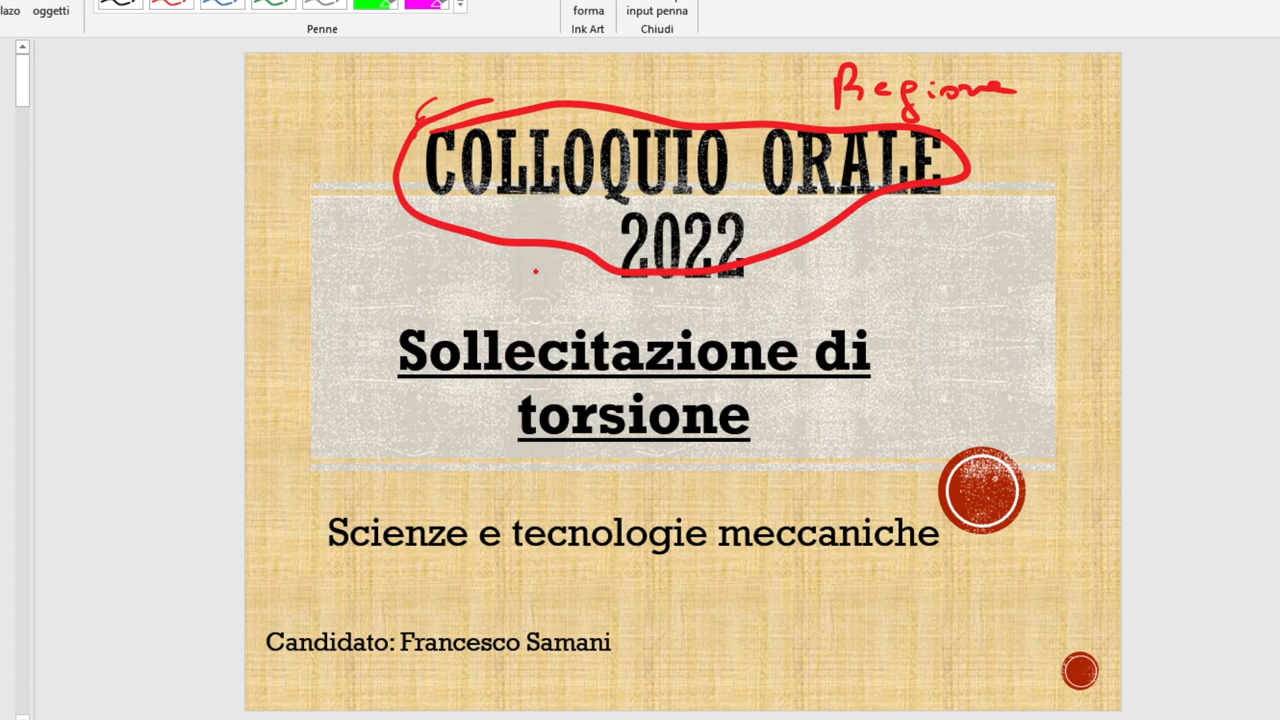 lazo oggetti
forma input penna
Penne Ink Art Chiudi
Regione
COLLOQUIO ORALE
2022
Sollecitazione di
torsione
Scienze e tecnologie meccaniche
Candidato: Francesco Samani